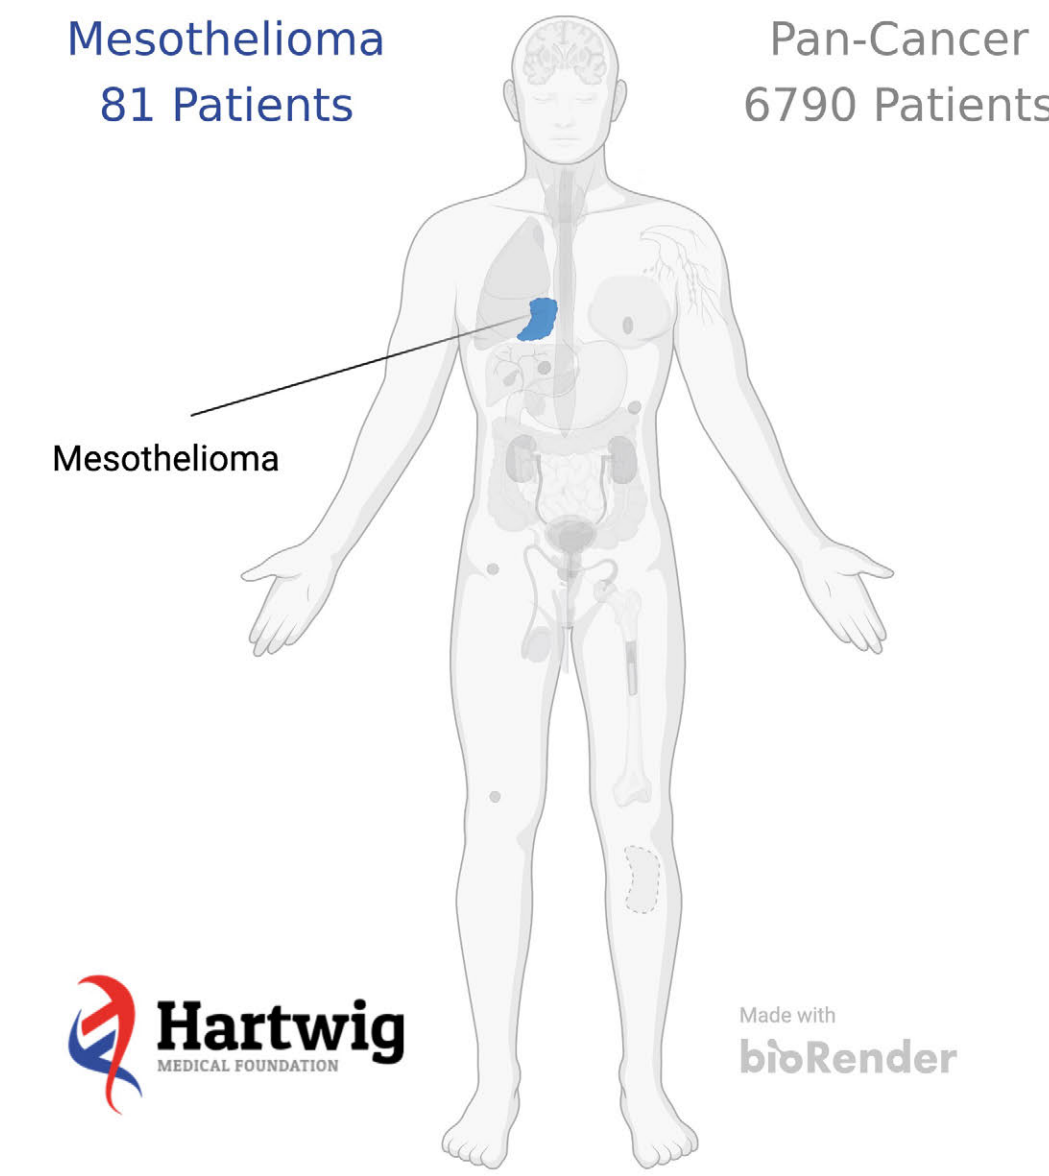 Mesothelioma
81 Patients
Pan-Cancer
6790 Patients
Mesothelioma
Hartwig
MEDICAL FOUNDATION
Made with
bioRender